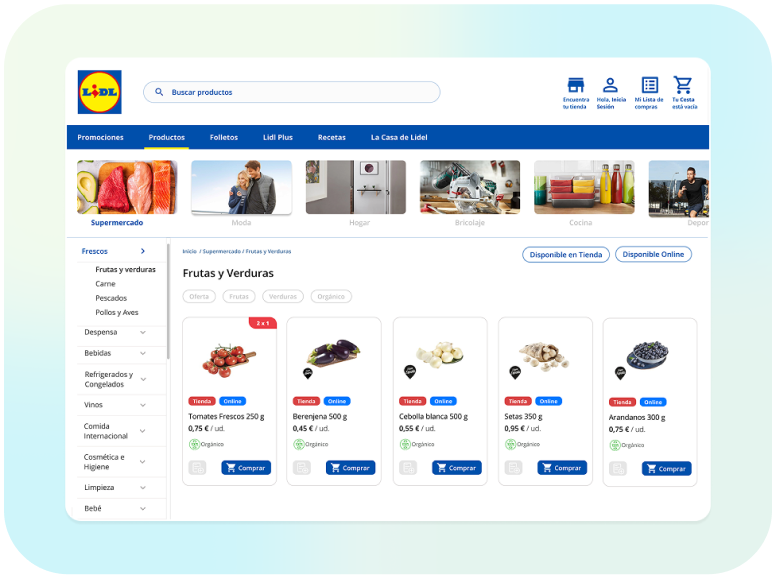 LiDL
Buscar productos
Encuentra
tu tienda
Hola, Inicia
Sesión
Mi Lista de
compras
Tu Cesta
está vacía
Promociones
Productos
Folletos
Lidl Plus
Recetas
La Casa de Lidel
Supermercado
Moda
Hogar
Bricolaje
Cocina
Depor
Frescos
Frutas y verduras
Carne
Pescados
Pollos y Aves
Despensa
Bebidas
Refrigerados y
Congelados
Vinos
Comida
Internacional
Cosmética e
Higiene
Limpieza
Bebé
Inicio / Supermercado / Frutas y Verduras
Disponible en Tienda
Disponible Online
Frutas y Verduras
Oferta
Frutas
Verduras
Orgánico
2 x 1
Tienda Online
Tomates Frescos 250 g
0,75 € / ud.
Orgánico
Comprar
Tienda Online
Berenjena 500 g
0,45 € / ud.
Orgánico
Comprar
Tienda Online
Cebolla blanca 500 g
0,55 € / ud.
Orgánico
Comprar
Tienda Online
Setas 350 g
0,95 € / ud.
Orgánico
Comprar
Tienda Online
Arandanos 300 g
0,75 € / ud.
Orgánico
Comprar